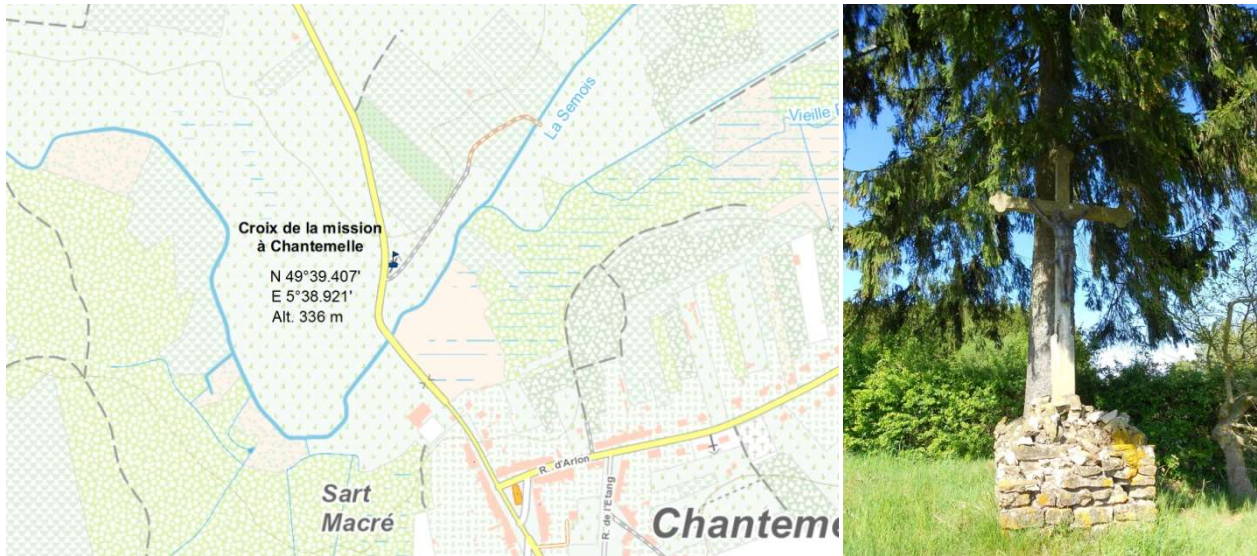 La Semois
Vieille
Croix de la mission
à Chantemelle
N 49°39.407'
E 5°38.921'
Alt. 336 m
R. d'Arlon
Sart
Macré
R. de l'Etang
Chanteme